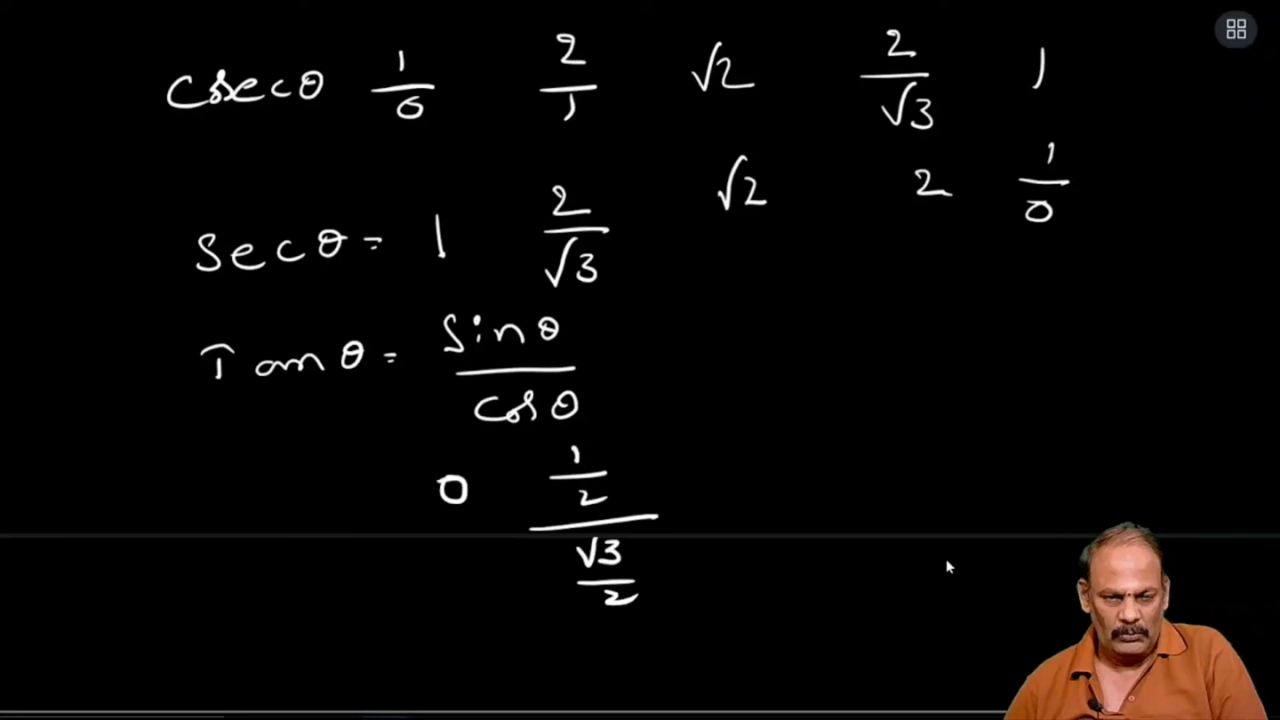 cosecθ 1/0 2/1 √2 2/√3 1
secθ = 1 2/√3 √2 2 1/0
Tanθ = sinθ/cosθ
0 (1/2)/(√3/2)